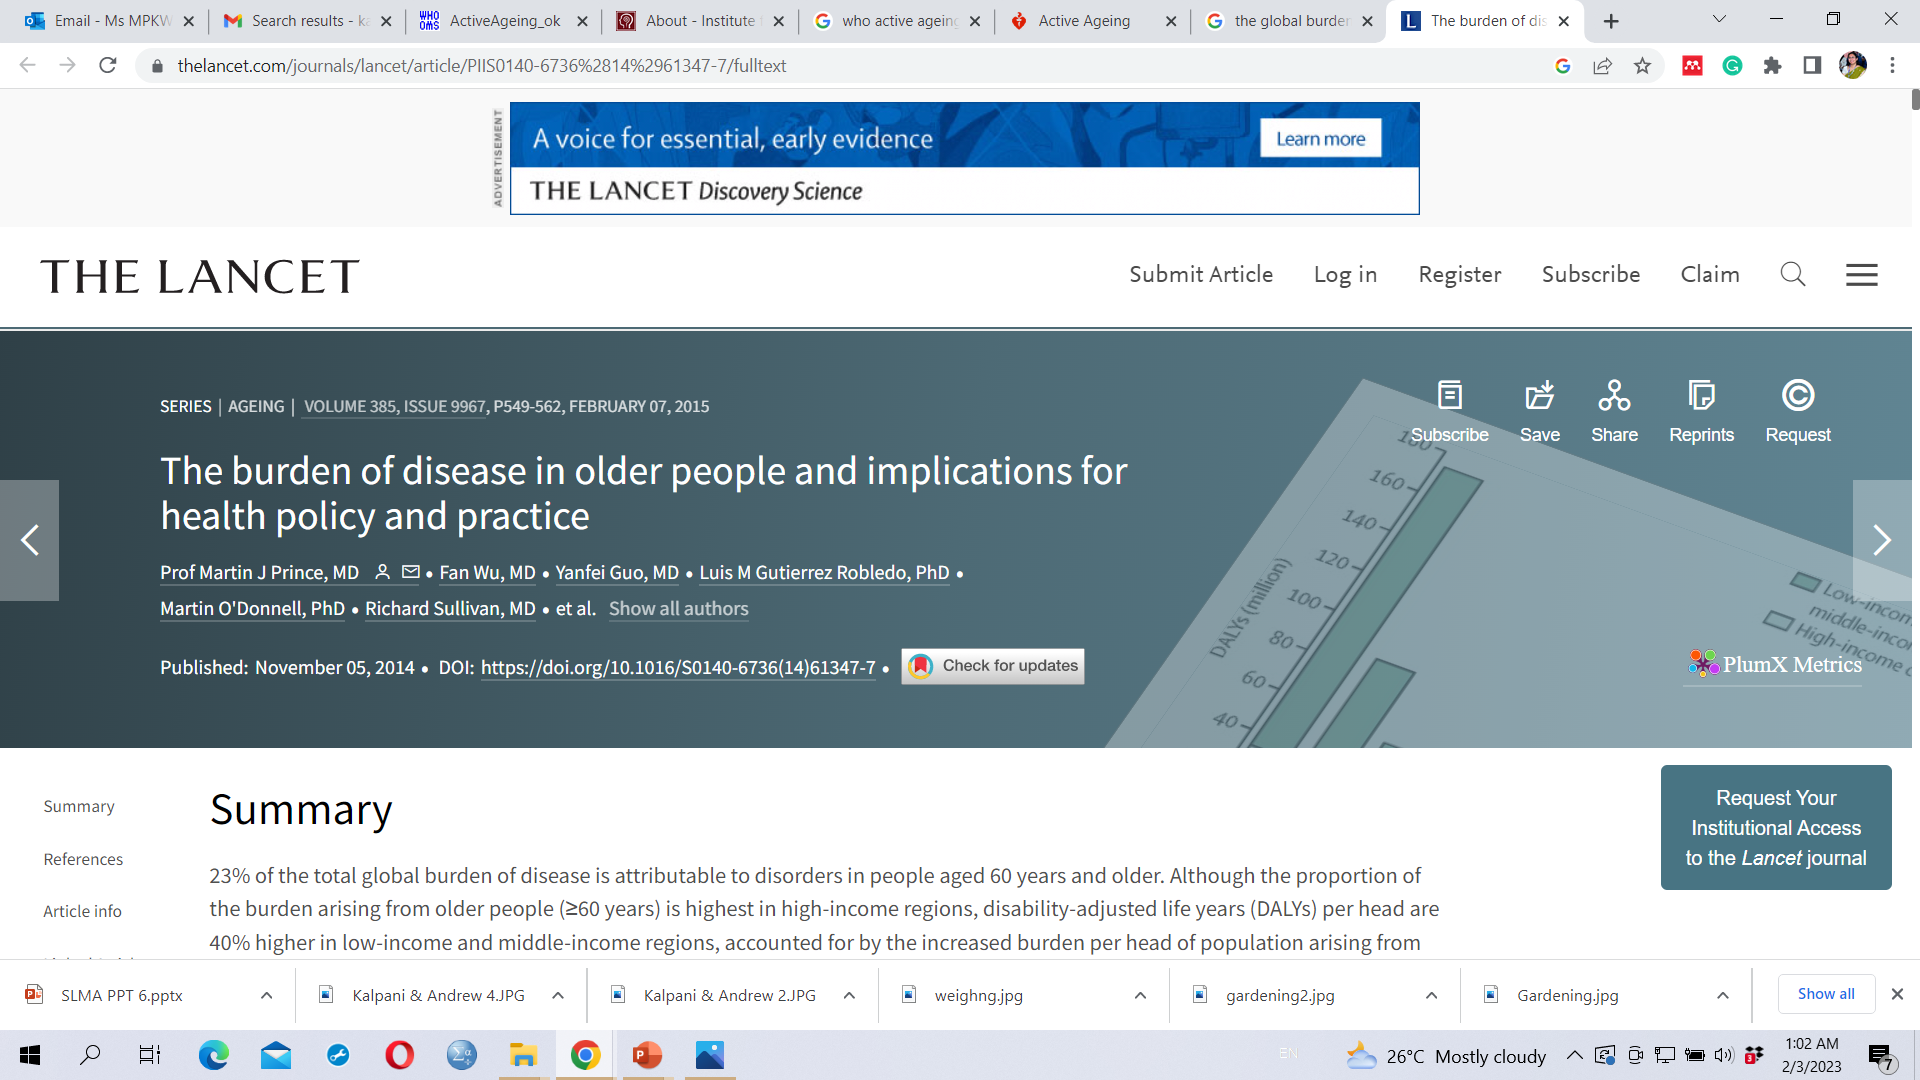 Email - Ms MPKW
Search results - ka
WHO OMS
ActiveAgeing_ok
About - Institute
who active ageing
Active Ageing
the global burden
The burden of dis
thelancet.com/journals/lancet/article/PIIS0140-6736%2814%2961347-7/fulltext
ADVERTISEMENT
A voice for essential, early evidence
Learn more
THE LANCET Discovery Science
THE LANCET
Submit Article
Log in
Register
Subscribe
Claim
SERIES | AGEING | VOLUME 385, ISSUE 9967, P549-562, FEBRUARY 07, 2015
Subscribe
Save
Share
Reprints
Request
The burden of disease in older people and implications for
health policy and practice
Prof Martin J Prince, MD • Fan Wu, MD • Yanfei Guo, MD • Luis M Gutierrez Robledo, PhD •
Martin O'Donnell, PhD • Richard Sullivan, MD • et al. Show all authors
Published: November 05, 2014 • DOI: https://doi.org/10.1016/S0140-6736(14)61347-7 •
Check for updates
180
160
140
120
100
80
60
40
DALYs (million)
Low-incom
middle-inco
High-income c
PlumX Metrics
Summary
References
Article info
Summary
23% of the total global burden of disease is attributable to disorders in people aged 60 years and older. Although the proportion of
the burden arising from older people (≥60 years) is highest in high-income regions, disability-adjusted life years (DALYs) per head are
40% higher in low-income and middle-income regions, accounted for by the increased burden per head of population arising from
Request Your
Institutional Access
to the Lancet journal
SLMA PPT 6.pptx
Kalpani & Andrew 4.JPG
Kalpani & Andrew 2.JPG
weighng.jpg
gardening2.jpg
Gardening.jpg
Show all
EN
26°C Mostly cloudy
1:02 AM
2/3/2023
7